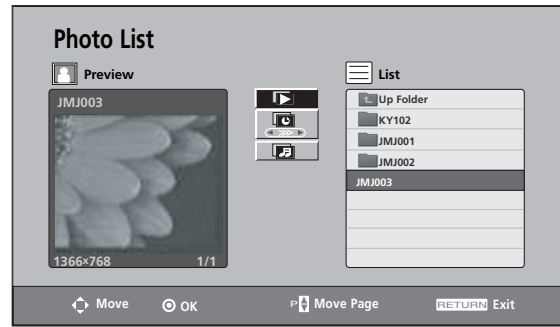 Photo List
Preview
List
JMJ003
1366×768
1/1
Up Folder
KY102
JMJ001
JMJ002
JMJ003
Move
OK
P Move Page
RETURN Exit